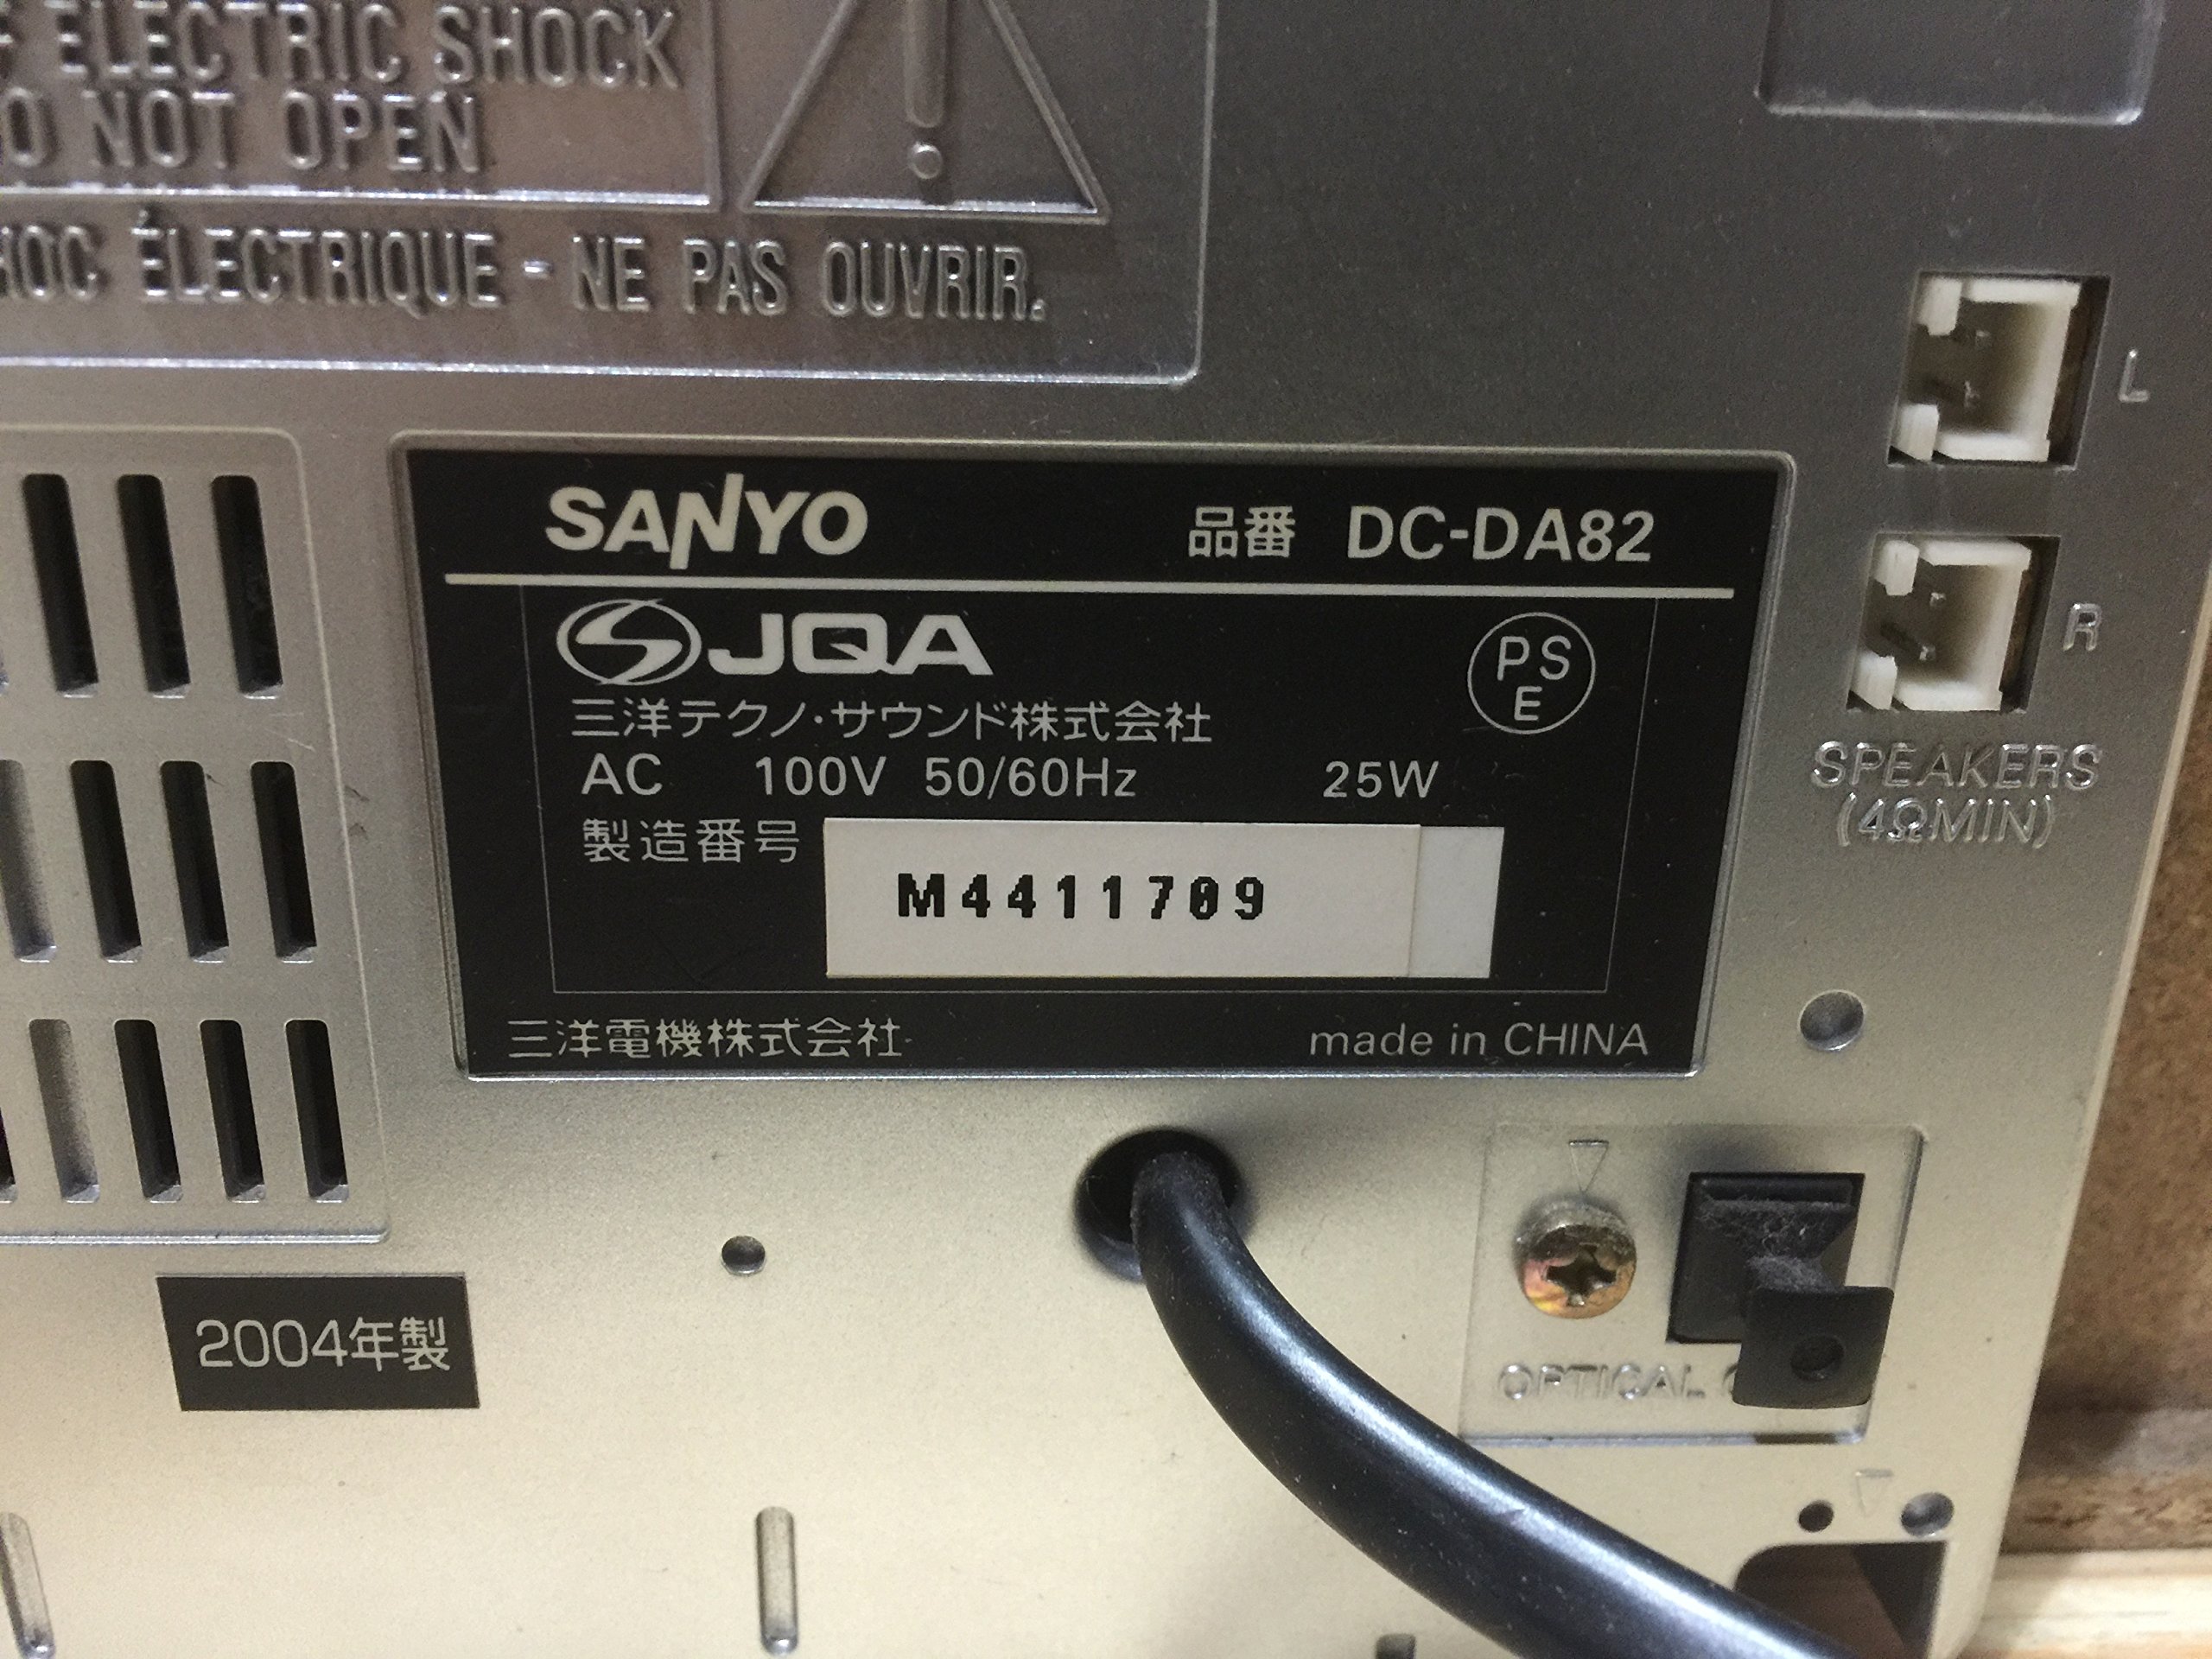 ELECTRIC SHOCK
NOT OPEN
ÉLECTRIQUE - NE PAS OUVRIR.
L
R
SPEAKERS
(4ΩMIN)
SANYO 品番 DC-DA82
JQA
PS
E
三洋テクノ・サウンド株式会社
AC 100V 50/60Hz 25W
製造番号 M4411709
三洋電機株式会社 made in CHINA
2004年製
OPTICAL